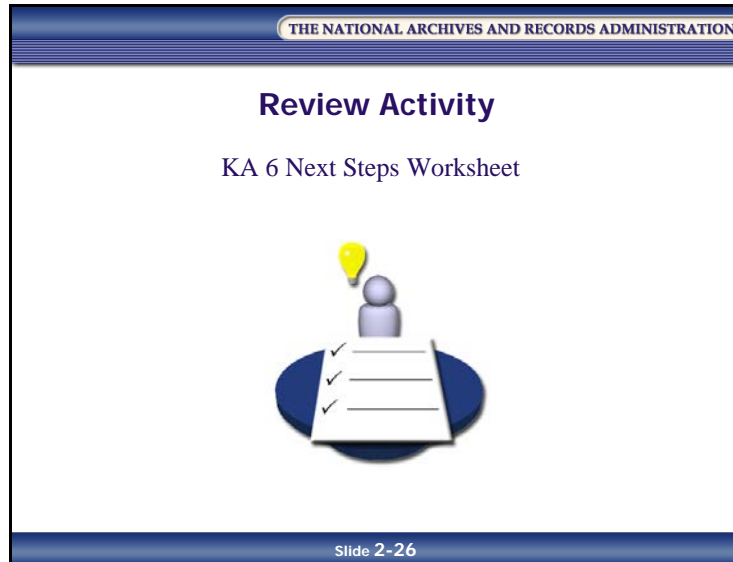 THE NATIONAL ARCHIVES AND RECORDS ADMINISTRATION
Review Activity
KA 6 Next Steps Worksheet
Slide 2-26